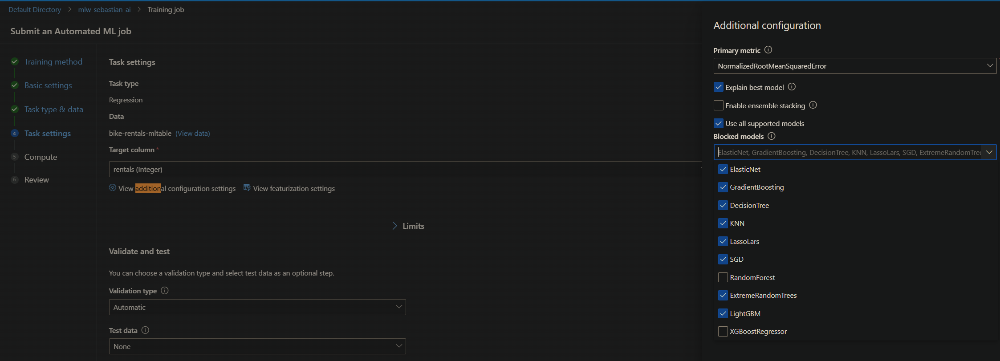 Default Directory > mlw-sebastian-ai > Training job
Submit an Automated ML job
Training method
Basic settings
Task type & data
4 Task settings
5 Compute
6 Review
Task settings
Task type
Regression
Data
bike-rentals-mltable (View data)
Target column *
rentals (Integer)
View additional configuration settings View featurization settings
Limits
Validate and test
You can choose a validation type and select test data as an optional step.
Validation type
Automatic
Test data
None
Additional configuration
Primary metric
NormalizedRootMeanSquaredError
Explain best model
Enable ensemble stacking
Use all supported models
Blocked models
ElasticNet, GradientBoosting, DecisionTree, KNN, LassoLars, SGD, ExtremeRandomTre
ElasticNet
GradientBoosting
DecisionTree
KNN
LassoLars
SGD
RandomForest
ExtremeRandomTrees
LightGBM
XGBoostRegressor